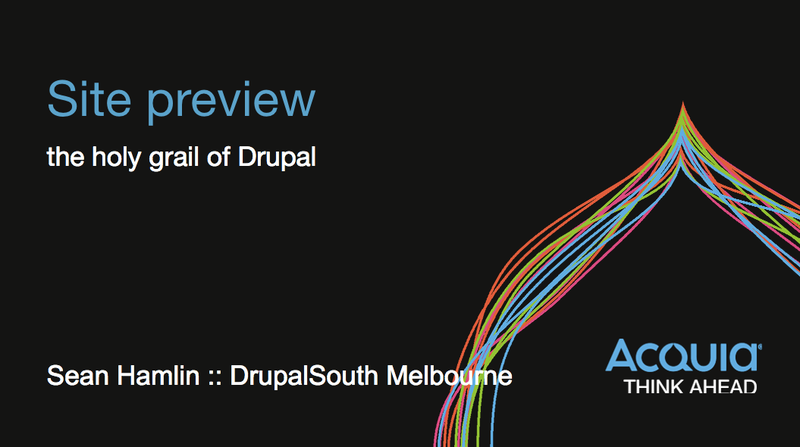 Site preview
the holy grail of Drupal
Sean Hamlin :: DrupalSouth Melbourne
Acquia®
THINK AHEAD